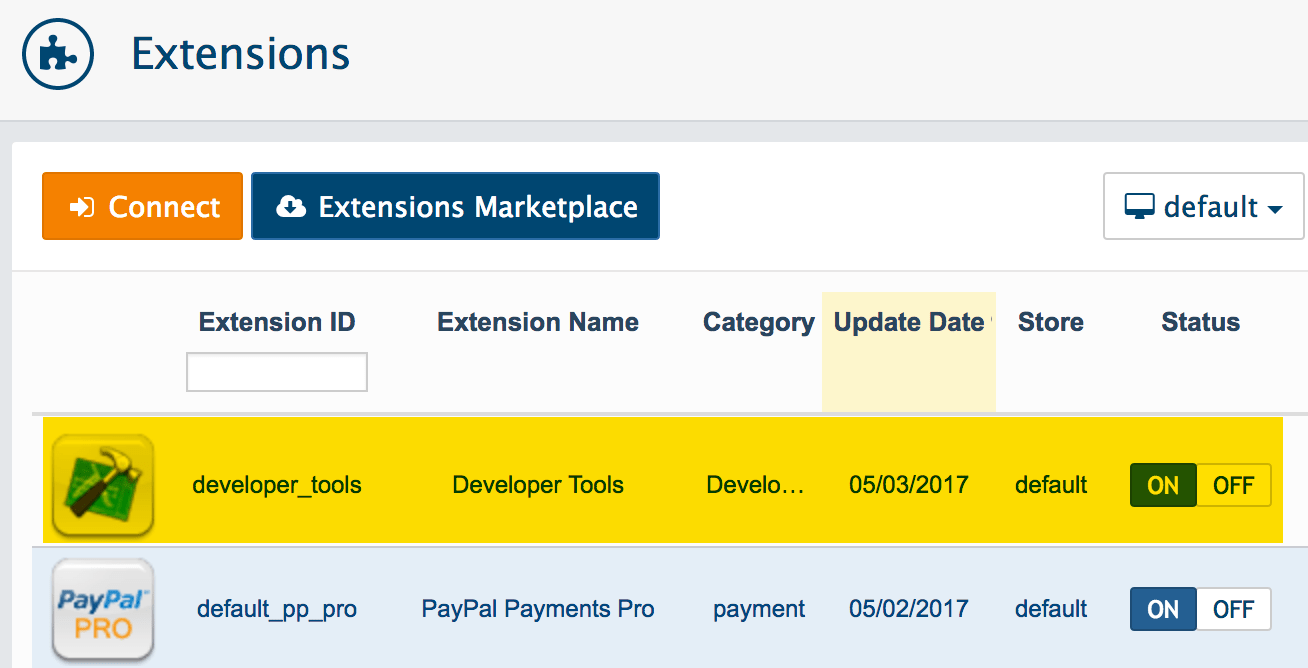 Extensions
Connect
Extensions Marketplace
default
Extension ID Extension Name Category Update Date Store Status
developer_tools Developer Tools Develo... 05/03/2017 default ON OFF
PayPal
PRO
default_pp_pro PayPal Payments Pro payment 05/02/2017 default ON OFF